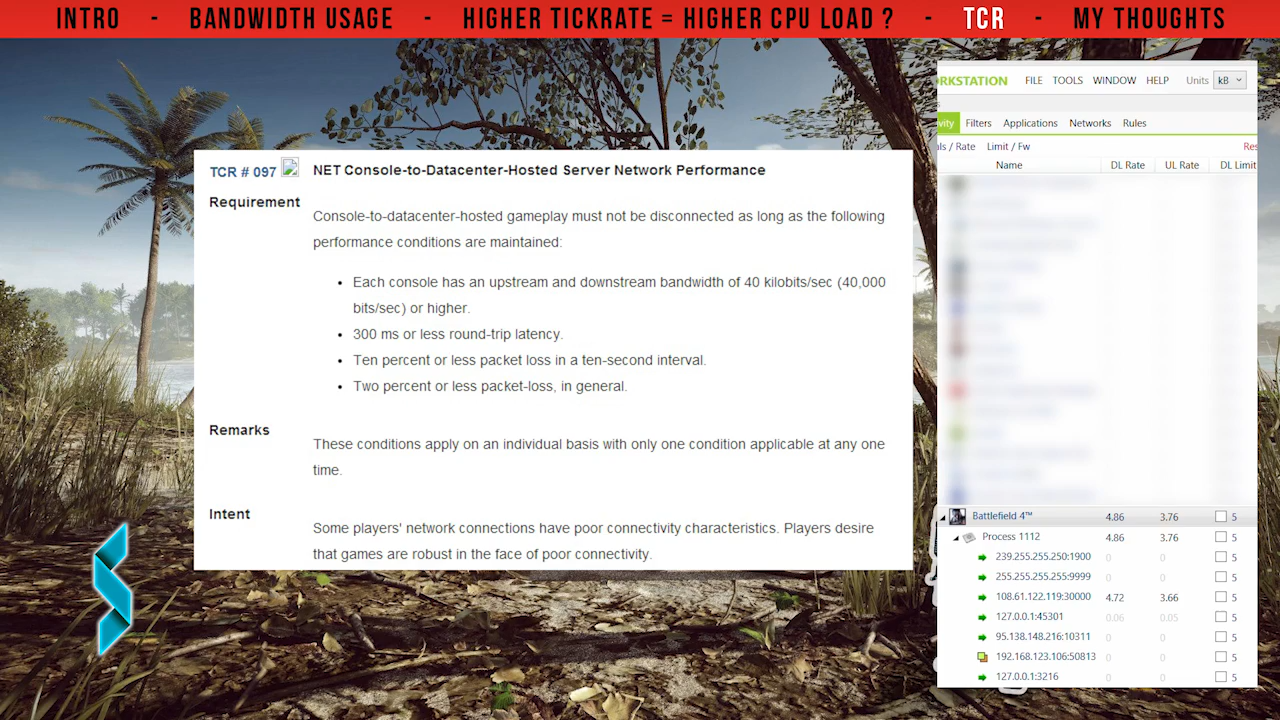 INTRO - BANDWIDTH USAGE - HIGHER TICKRATE = HIGHER CPU LOAD ? - TCR - MY THOUGHTS
TCR # 097
NET Console-to-Datacenter-Hosted Server Network Performance
Requirement
Console-to-datacenter-hosted gameplay must not be disconnected as long as the following
performance conditions are maintained:
• Each console has an upstream and downstream bandwidth of 40 kilobits/sec (40,000
bits/sec) or higher.
• 300 ms or less round-trip latency.
• Ten percent or less packet loss in a ten-second interval.
• Two percent or less packet-loss, in general.
Remarks
These conditions apply on an individual basis with only one condition applicable at any one
time.
Intent
Some players' network connections have poor connectivity characteristics. Players desire
that games are robust in the face of poor connectivity.
RKSTATION FILE TOOLS WINDOW HELP Units kB
vity Filters Applications Networks Rules
ls / Rate Limit / Fw Res
Name DL Rate UL Rate DL Limit
Battlefield 4™ 4.86 3.76 5
Process 1112 4.86 3.76 5
239.255.255.250:1900 0 0 5
255.255.255.255:9999 0 0 5
108.61.122.119:30000 4.72 3.66 5
127.0.0.1:45301 0.06 0.05 5
95.138.148.216:10311 0 0 5
192.168.123.106:50813 0 0 5
127.0.0.1:3216 0 0 5